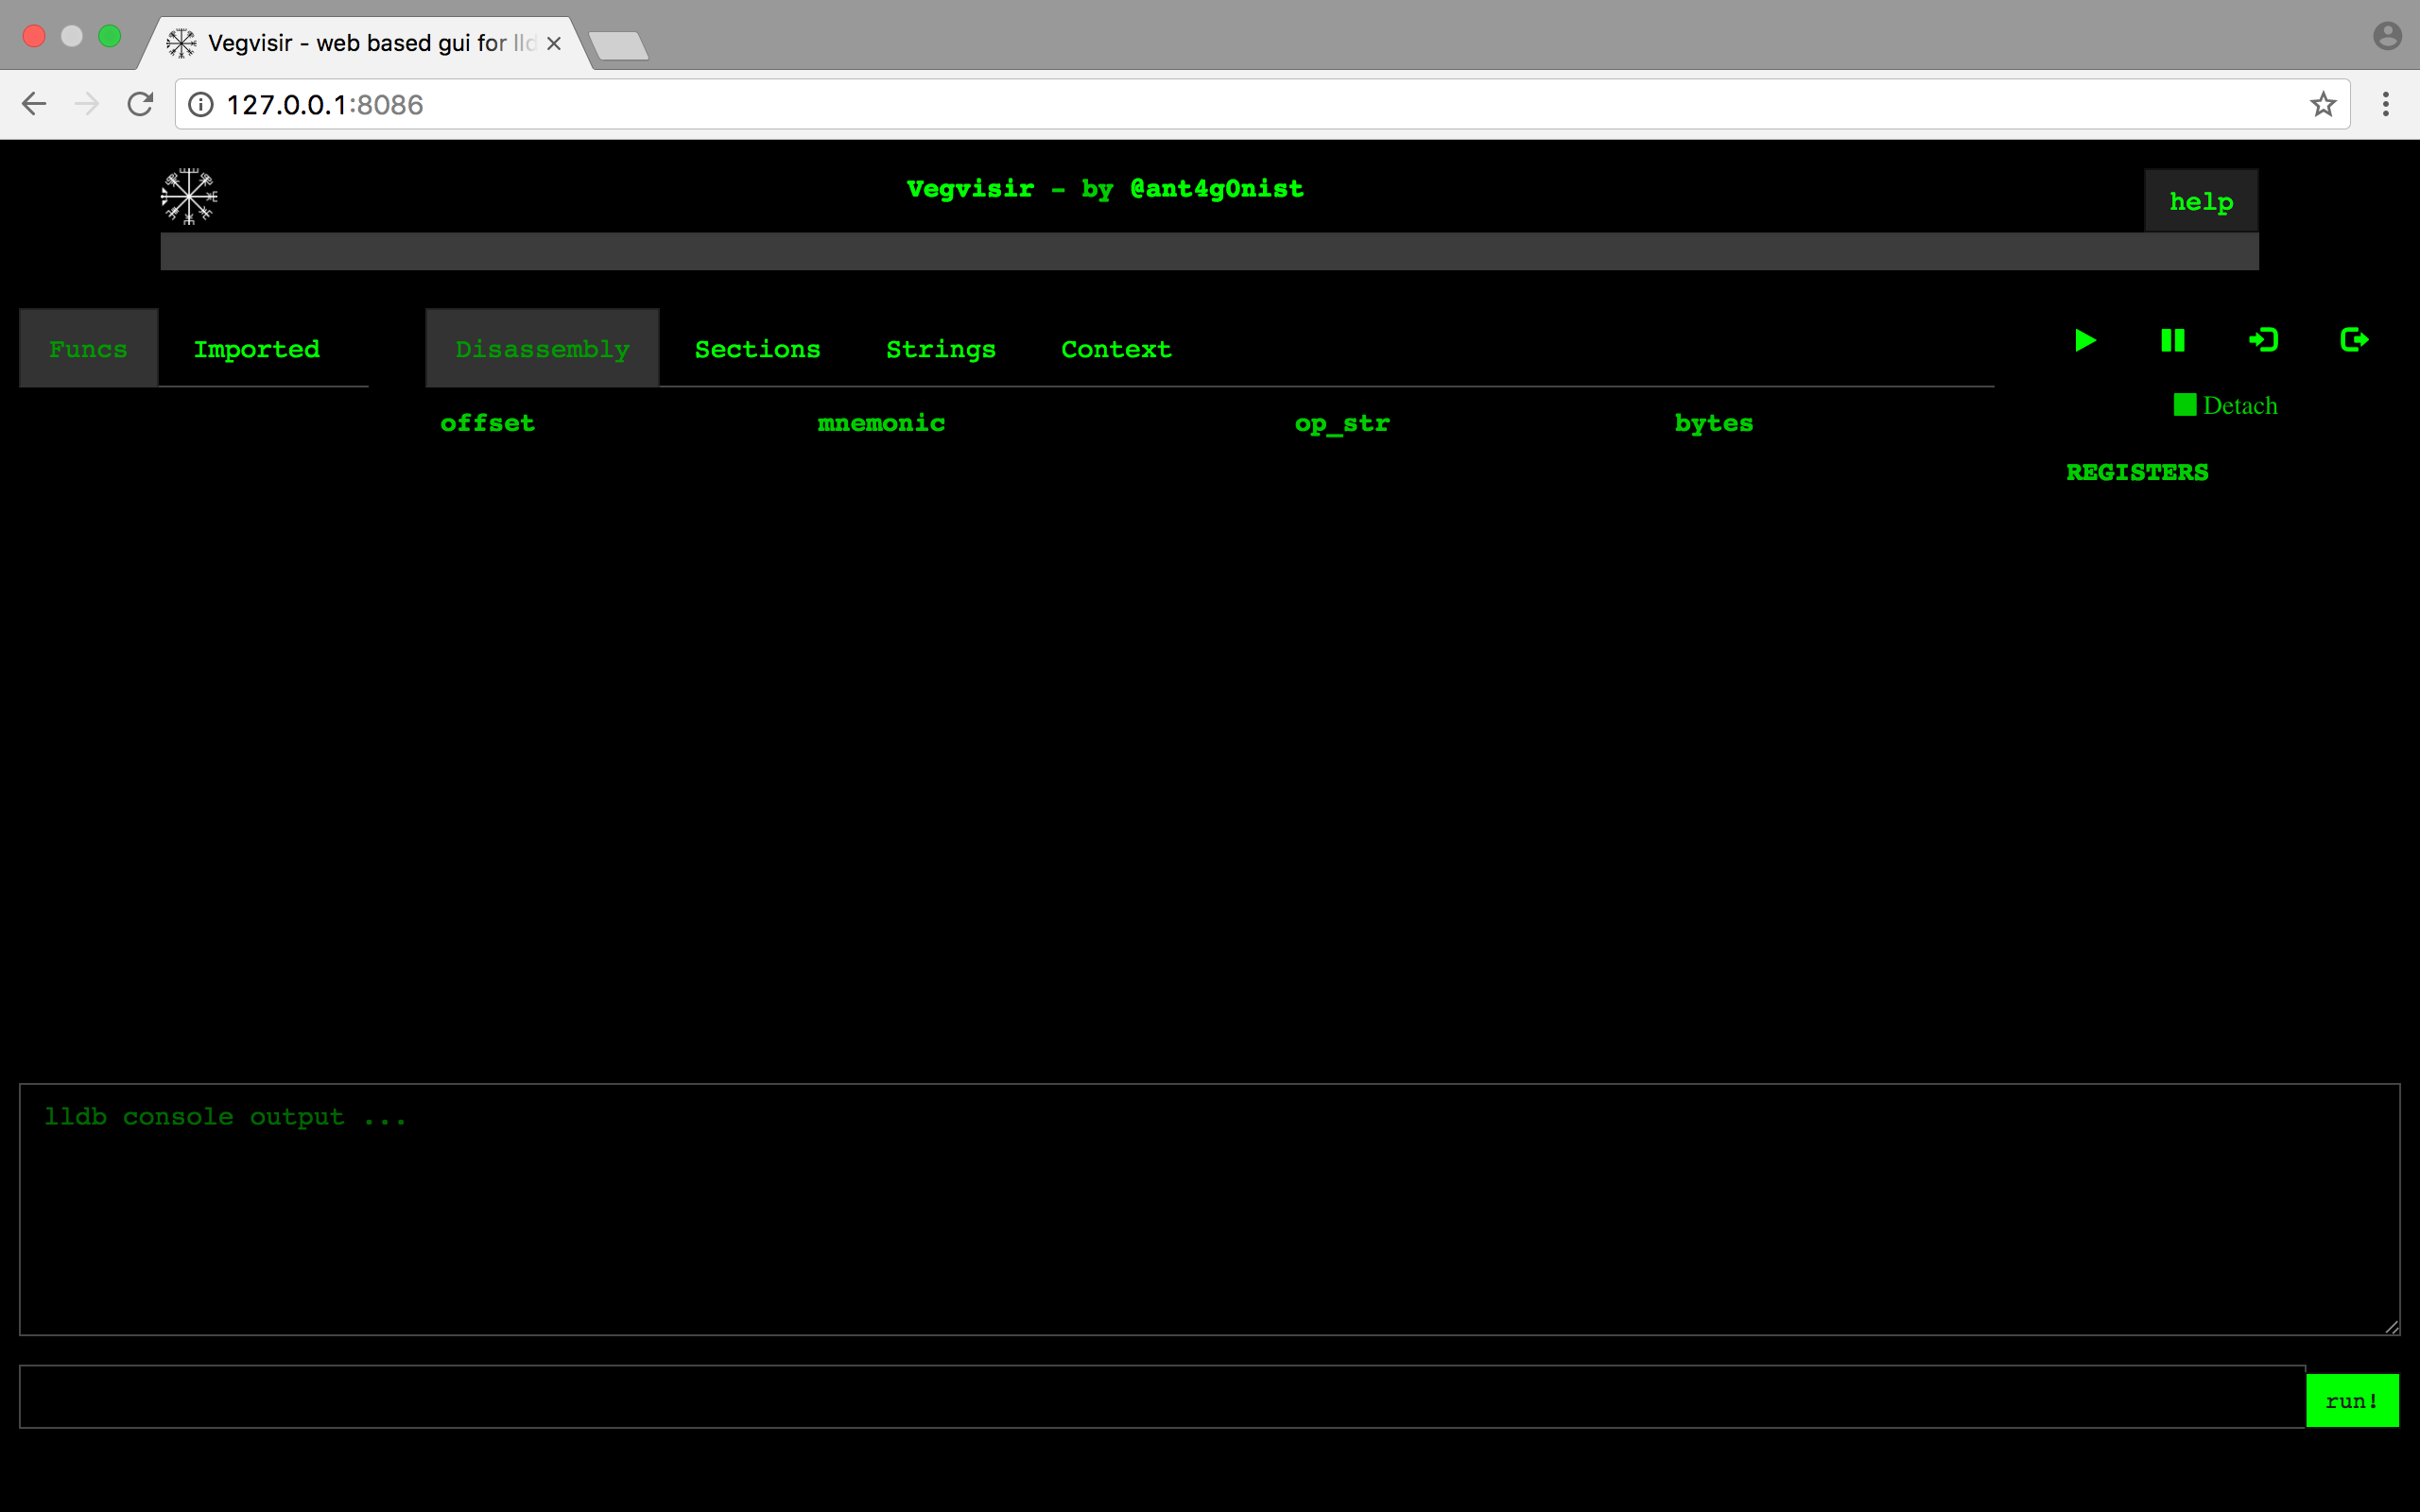 Vegvisir - web based gui for lld
127.0.0.1:8086
Vegvisir - by @ant4g0nist
help
Funcs Imported
Disassembly Sections Strings Context
Detach
offset mnemonic op_str bytes
REGISTERS
lldb console output ...
run!